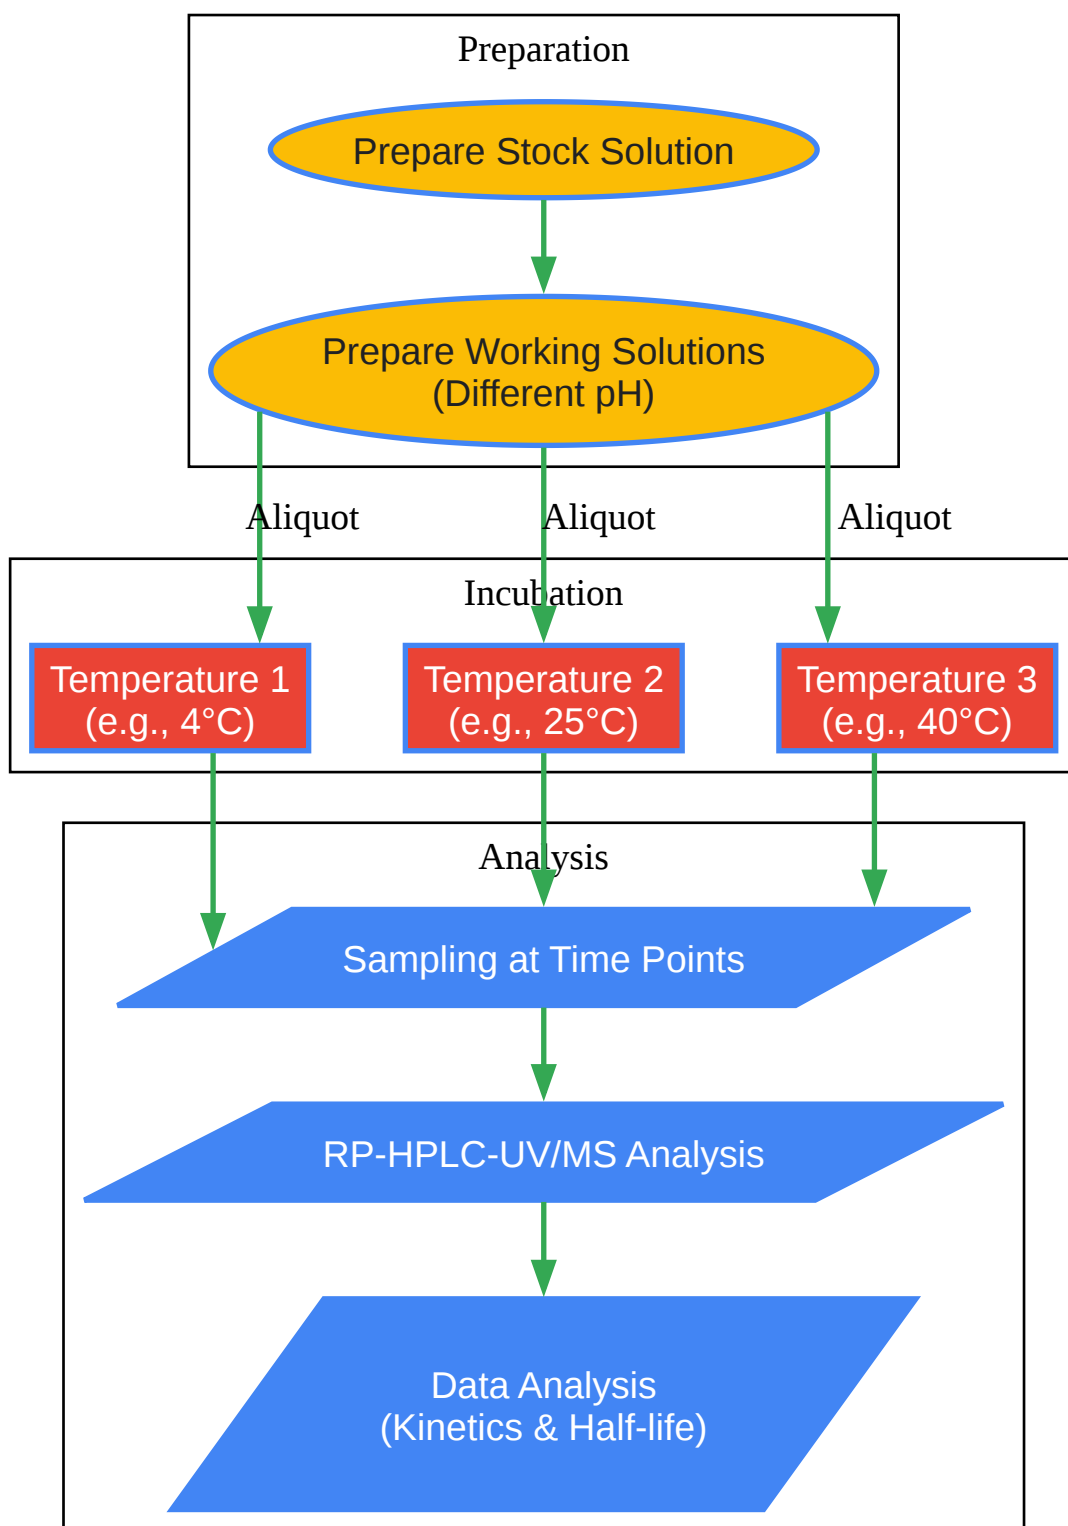 Preparation
Prepare Stock Solution
Prepare Working Solutions
(Different pH)
Aliquot
Aliquot
Aliquot
Incubation
Temperature 1
(e.g., 4°C)
Temperature 2
(e.g., 25°C)
Temperature 3
(e.g., 40°C)
Analysis
Sampling at Time Points
RP-HPLC-UV/MS Analysis
Data Analysis
(Kinetics & Half-life)